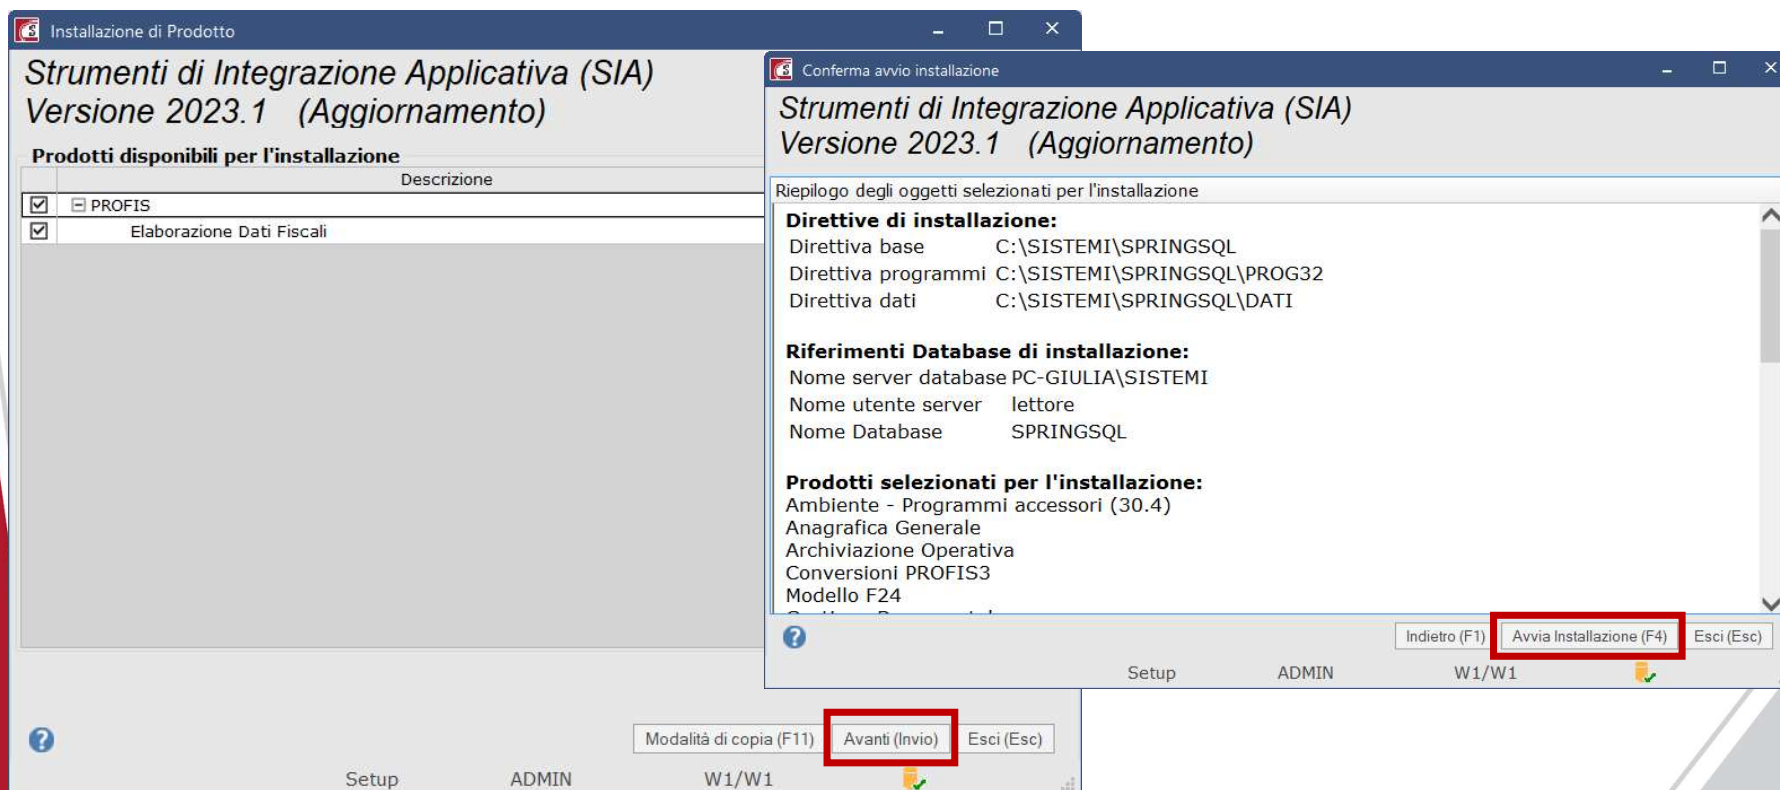 Installazione di Prodotto
Strumenti di Integrazione Applicativa (SIA)
Versione 2023.1 (Aggiornamento)
Prodotti disponibili per l'installazione
Descrizione
PROFIS
Elaborazione Dati Fiscali
Modalità di copia (F11) Avanti (Invio) Esci (Esc)
Setup ADMIN W1/W1
Conferma avvio installazione
Strumenti di Integrazione Applicativa (SIA)
Versione 2023.1 (Aggiornamento)
Riepilogo degli oggetti selezionati per l'installazione
Direttive di installazione:
Direttiva base C:\SISTEMI\SPRINGSQL
Direttiva programmi C:\SISTEMI\SPRINGSQL\PROG32
Direttiva dati C:\SISTEMI\SPRINGSQL\DATI
Riferimenti Database di installazione:
Nome server database PC-GIULIA\SISTEMI
Nome utente server lettore
Nome Database SPRINGSQL
Prodotti selezionati per l'installazione:
Ambiente - Programmi accessori (30.4)
Anagrafica Generale
Archiviazione Operativa
Conversioni PROFIS3
Modello F24
Indietro (F1) Avvia Installazione (F4) Esci (Esc)
Setup ADMIN W1/W1